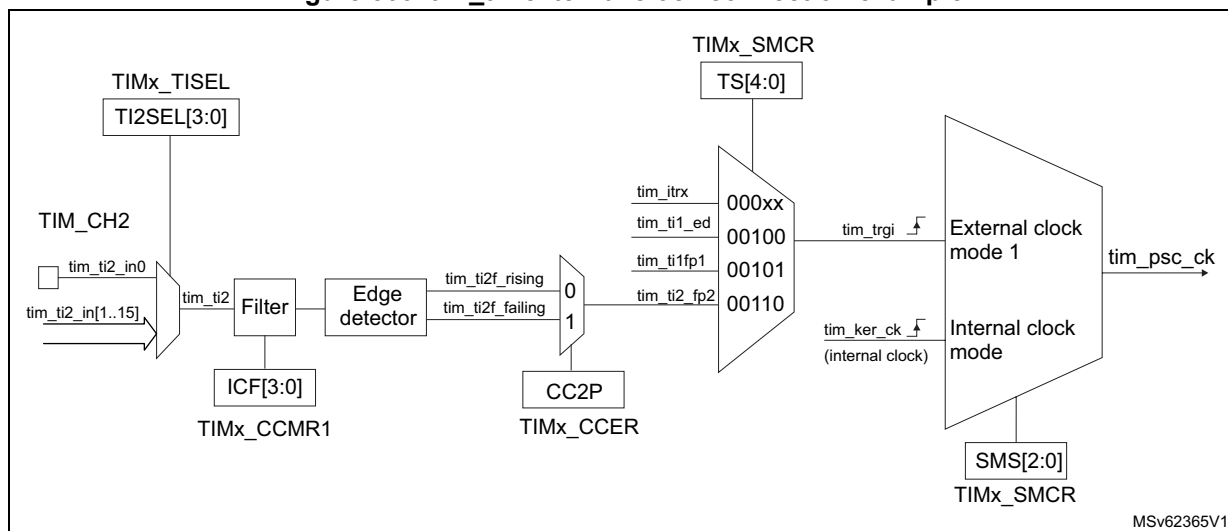 TIMx_SMCR
TS[4:0]
TIMx_TISEL
TI2SEL[3:0]
TIM_CH2
tim_ti2_in0
tim_ti2_in[1..15]
tim_ti2
Filter
ICF[3:0]
TIMx_CCMR1
Edge
detector
tim_ti2f_rising
tim_ti2f_failing
0
1
CC2P
TIMx_CCER
tim_itrx
000xx
tim_ti1_ed
00100
tim_ti1fp1
00101
tim_ti2_fp2
00110
tim_trgi
External clock
mode 1
tim_ker_ck
(internal clock)
Internal clock
mode
tim_psc_ck
SMS[2:0]
TIMx_SMCR
MSv62365V1